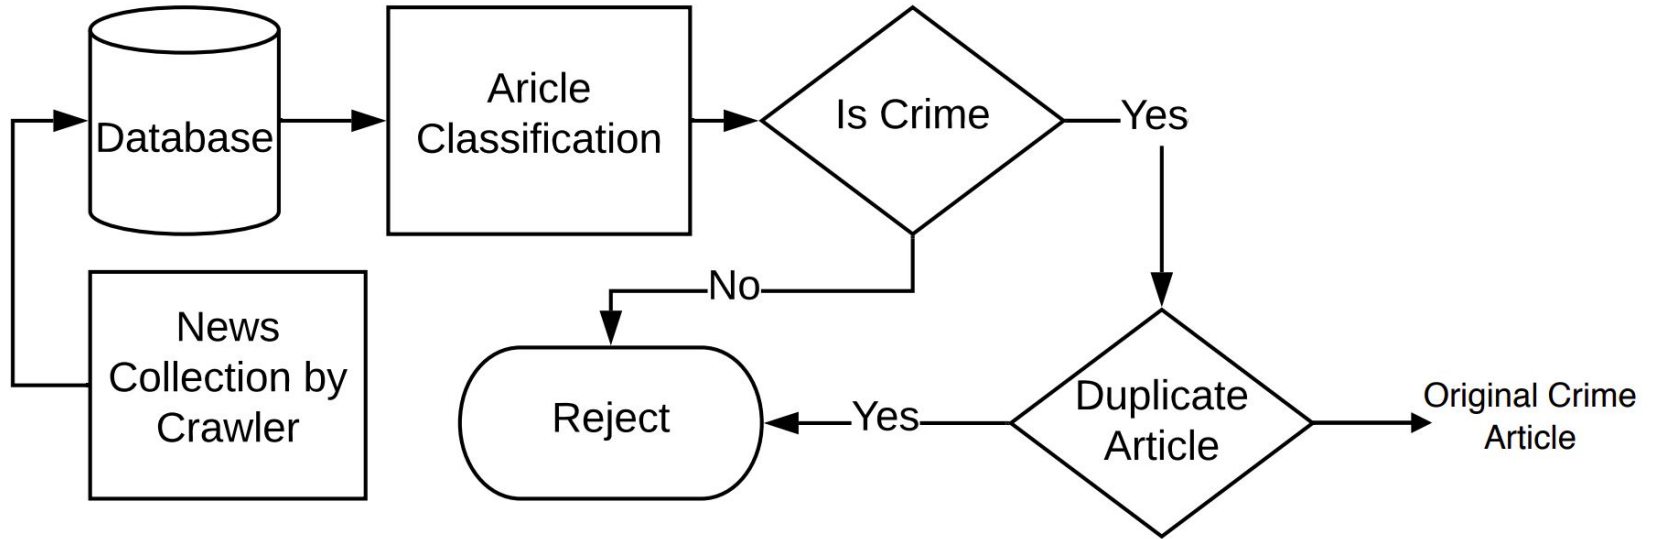 Database
Aricle
Classification
Is Crime
Yes
No
News
Collection by
Crawler
Reject
Yes
Duplicate
Article
Original Crime
Article